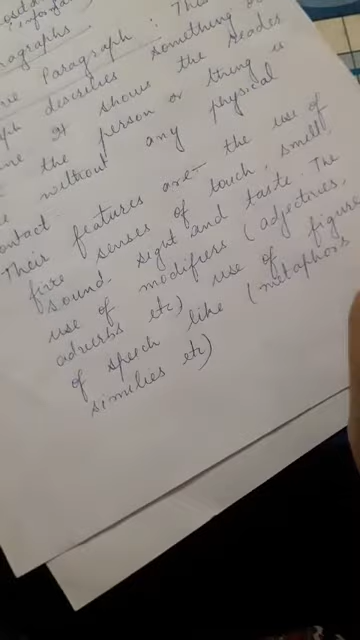 paragraphs
Paragraph : This
describes something or
It shows the reader
the person or thing is
without any physical
contact
Their features are- the use of
five senses of touch, smell,
sound, sight and taste. The
use of modifiers (adjectives,
adverbs etc) use of figure
of speech like (metaphors
similies etc)